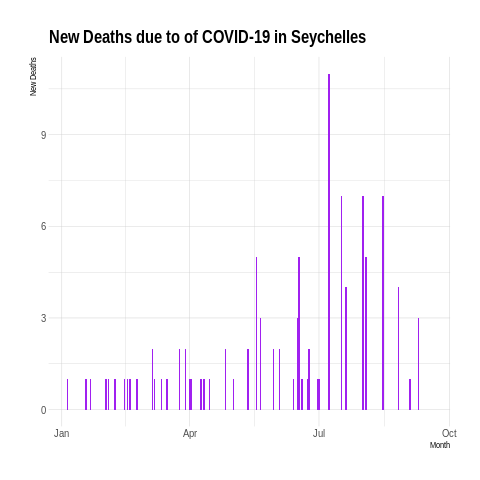 New Deaths due to of COVID-19 in Seychelles
New Deaths
9
6
3
0
Jan Apr Jul Oct
Month